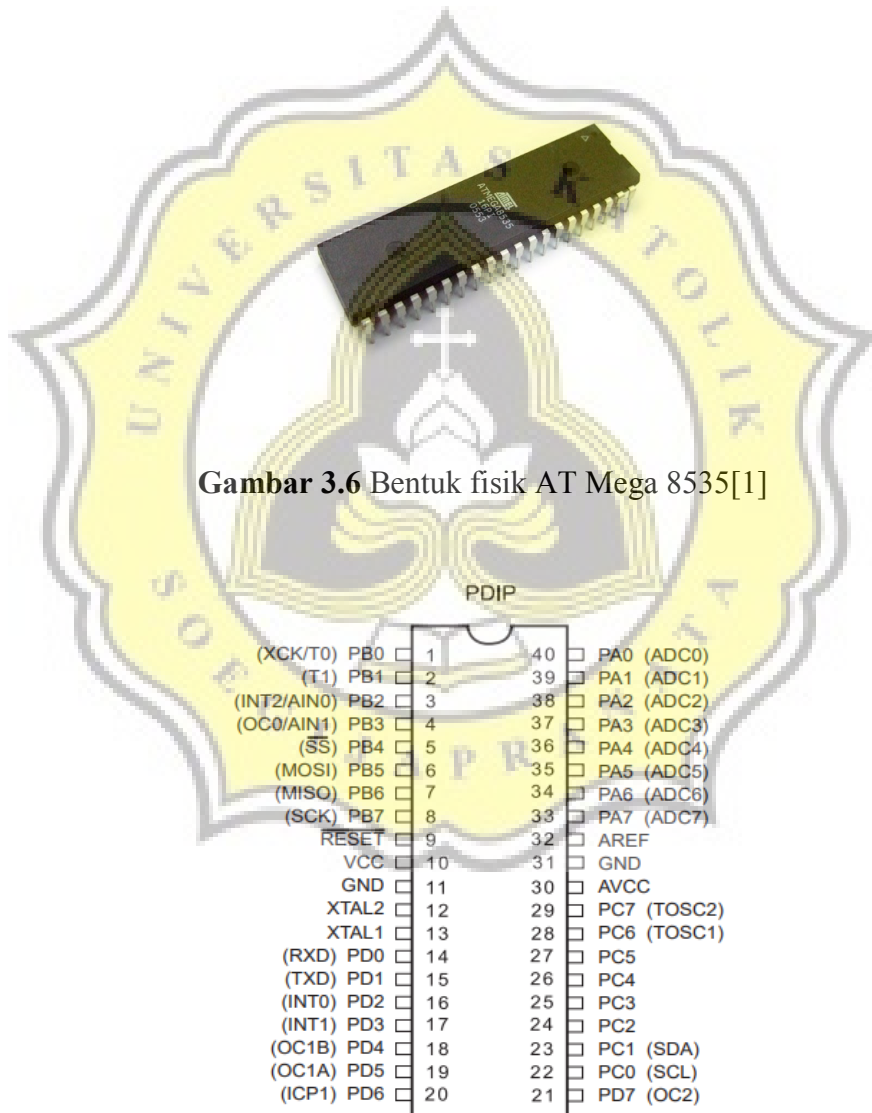 UNIVERSITAS KATOLIK
SOEGIJAPRANATA
ATMEGA8535
16PI
0553
Gambar 3.6 Bentuk fisik AT Mega 8535[1]
PDIP
(XCK/T0) PB0 1 40 PA0 (ADC0)
(T1) PB1 2 39 PA1 (ADC1)
(INT2/AIN0) PB2 3 38 PA2 (ADC2)
(OC0/AIN1) PB3 4 37 PA3 (ADC3)
(SS) PB4 5 36 PA4 (ADC4)
(MOSI) PB5 6 35 PA5 (ADC5)
(MISO) PB6 7 34 PA6 (ADC6)
(SCK) PB7 8 33 PA7 (ADC7)
RESET 9 32 AREF
VCC 10 31 GND
GND 11 30 AVCC
XTAL2 12 29 PC7 (TOSC2)
XTAL1 13 28 PC6 (TOSC1)
(RXD) PD0 14 27 PC5
(TXD) PD1 15 26 PC4
(INT0) PD2 16 25 PC3
(INT1) PD3 17 24 PC2
(OC1B) PD4 18 23 PC1 (SDA)
(OC1A) PD5 19 22 PC0 (SCL)
(ICP1) PD6 20 21 PD7 (OC2)